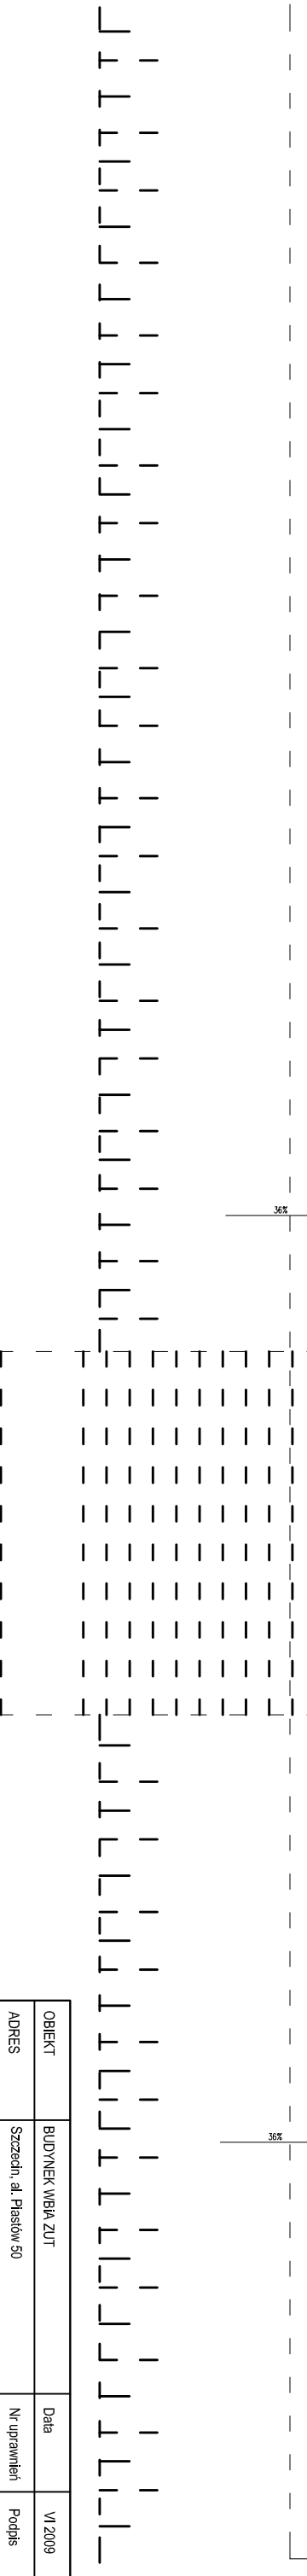 36%
36%
OBIEKT BUDYNEK WBiA ZUT Data VI 2009
ADRES Szczecin, al. Piastów 50 Nr uprawnień Podpis